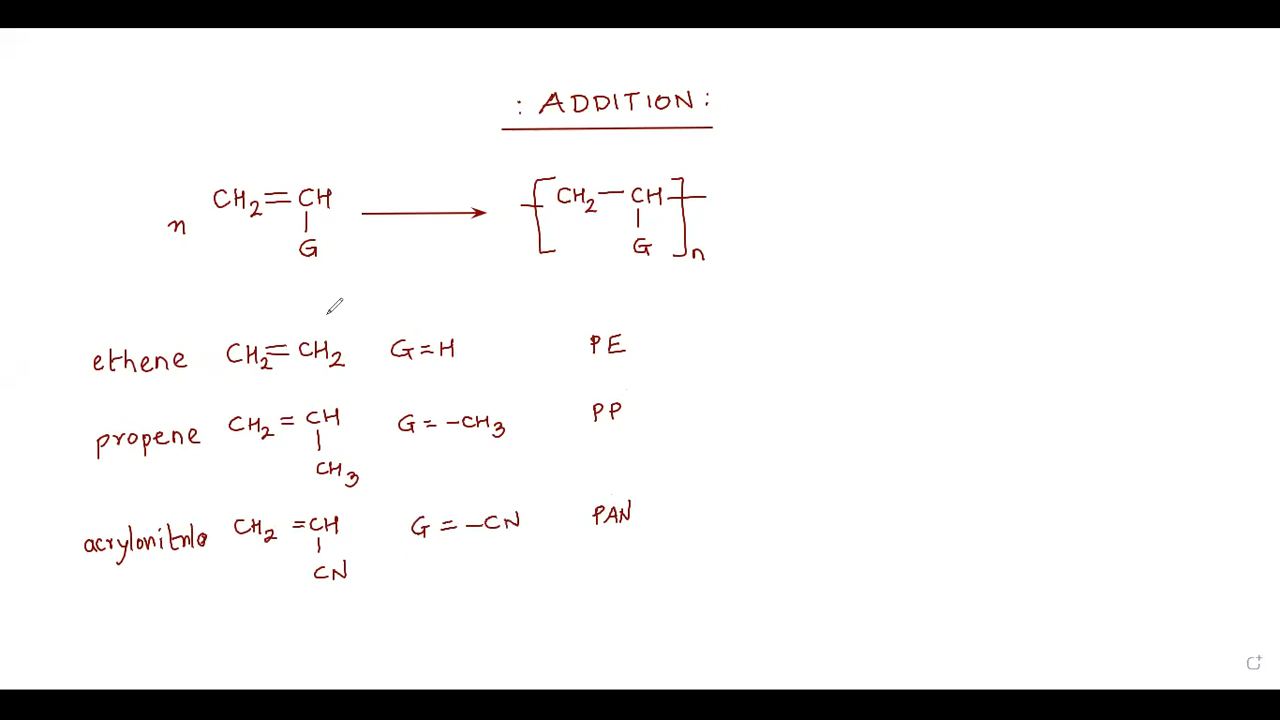 : ADDITION :
n CH2=CH CH2—CH n
G G
ethene CH2=CH2 G=H PE
propene CH2=CH G=-CH3 PP
CH3
acrylonitrle CH2=CH G=-CN PAN
CN